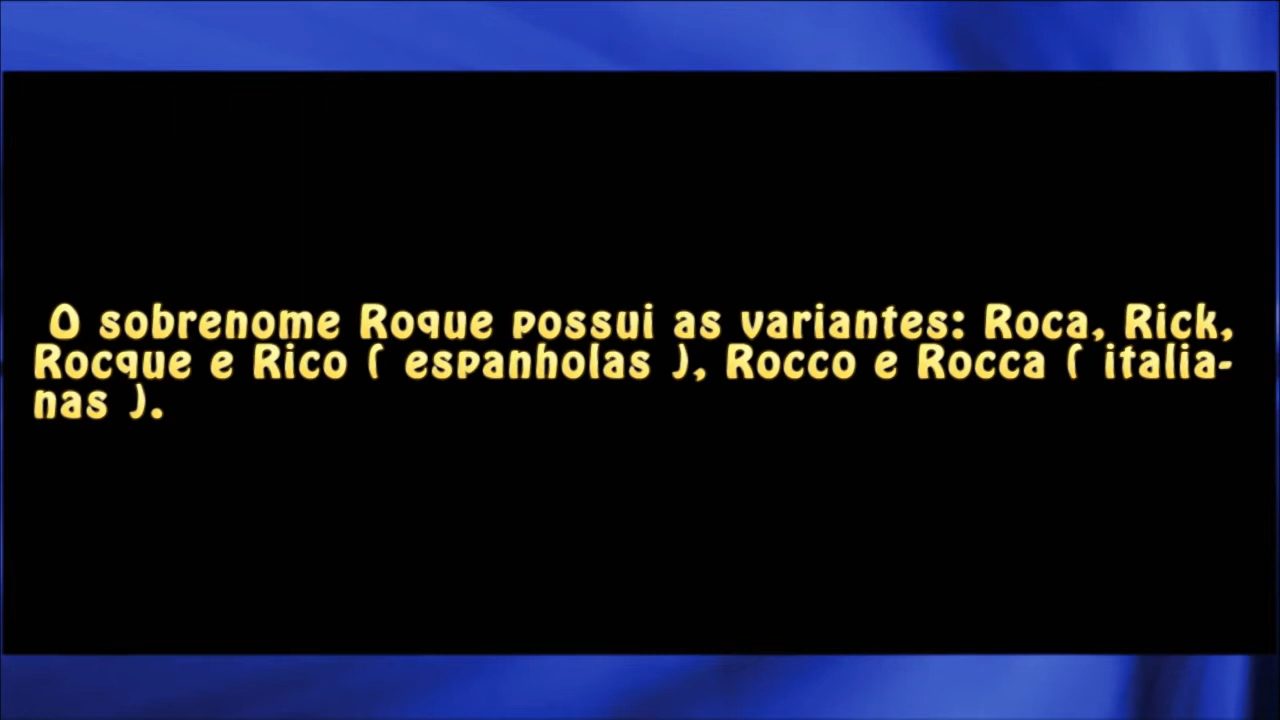 O sobrenome Roque possui as variantes: Roca, Rick,
Rocque e Rico ( espanholas ), Rocco e Rocca ( italia-
nas ).